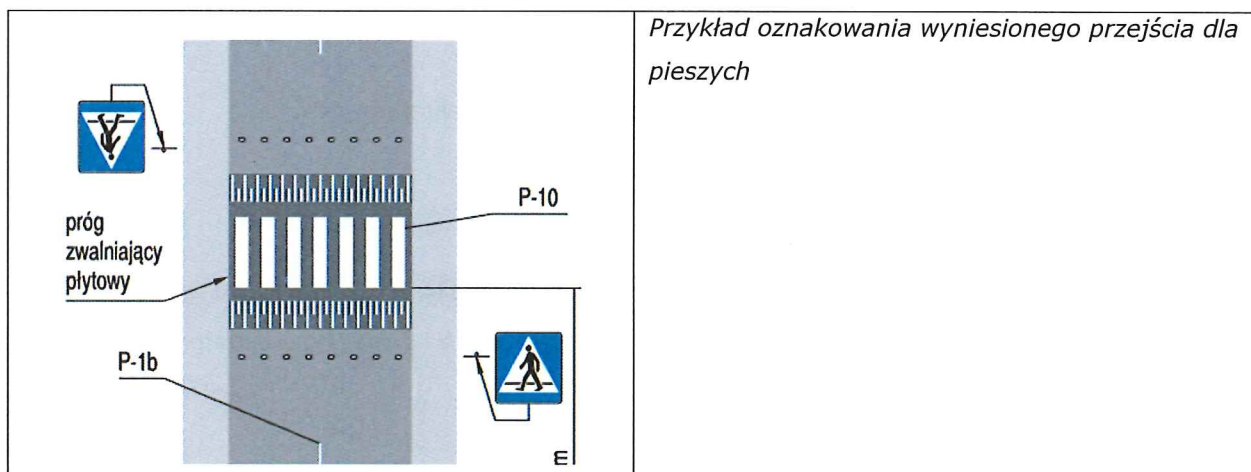 Przykład oznakowania wyniesionego przejścia dla
pieszych
P-10
próg
zwalniający
płytowy
P-1b
m